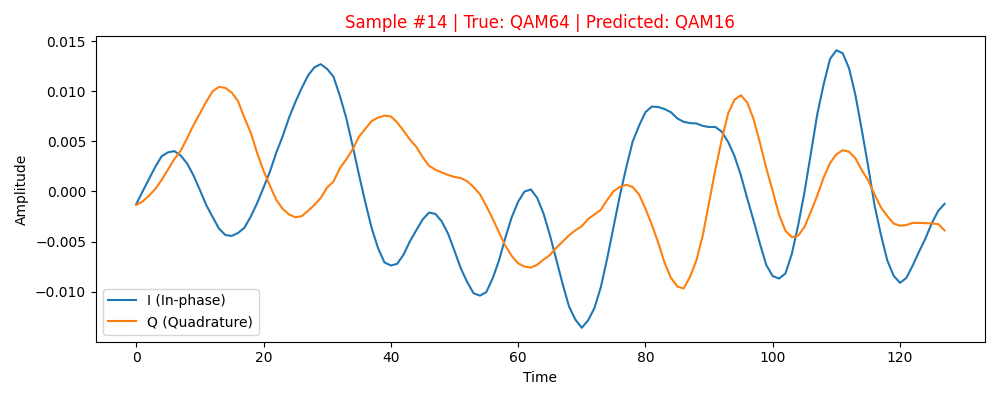 Sample #14 | True: QAM64 | Predicted: QAM16
0.015
0.010
0.005
0.000
−0.005
−0.010
Amplitude
I (In-phase)
Q (Quadrature)
0 20 40 60 80 100 120
Time